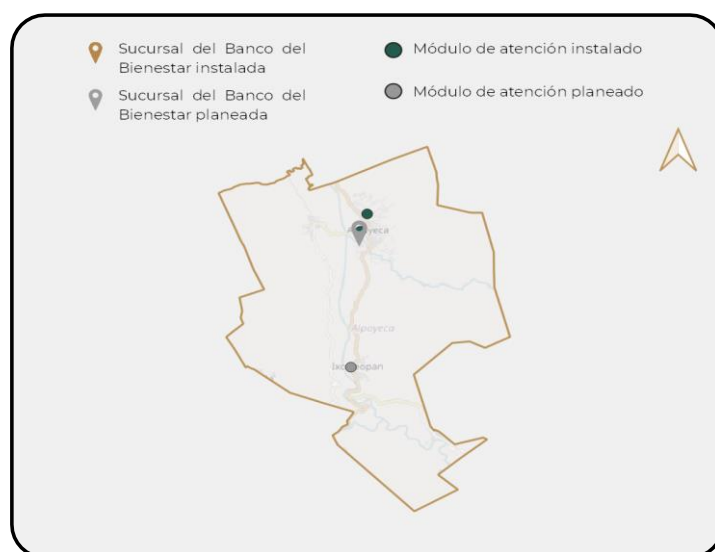 Sucursal del Banco del
Bienestar instalada
Sucursal del Banco del
Bienestar planeada
Módulo de atención instalado
Módulo de atención planeado
Alpoyeca